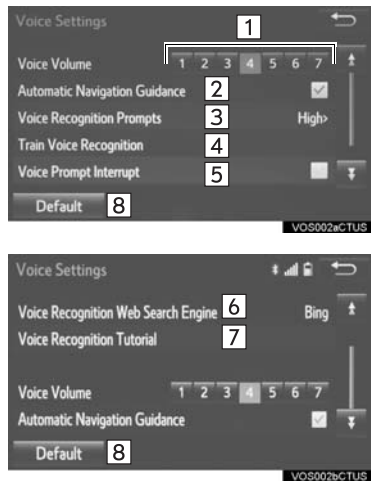 Voice Settings
1
Voice Volume 1 2 3 4 5 6 7
Automatic Navigation Guidance 2
Voice Recognition Prompts 3 High>
Train Voice Recognition 4
Voice Prompt Interrupt 5
Default 8
VOS002aCTUS
Voice Settings
Voice Recognition Web Search Engine 6 Bing
Voice Recognition Tutorial 7
Voice Volume 1 2 3 4 5 6 7
Automatic Navigation Guidance
Default 8
VOS002bCTUS